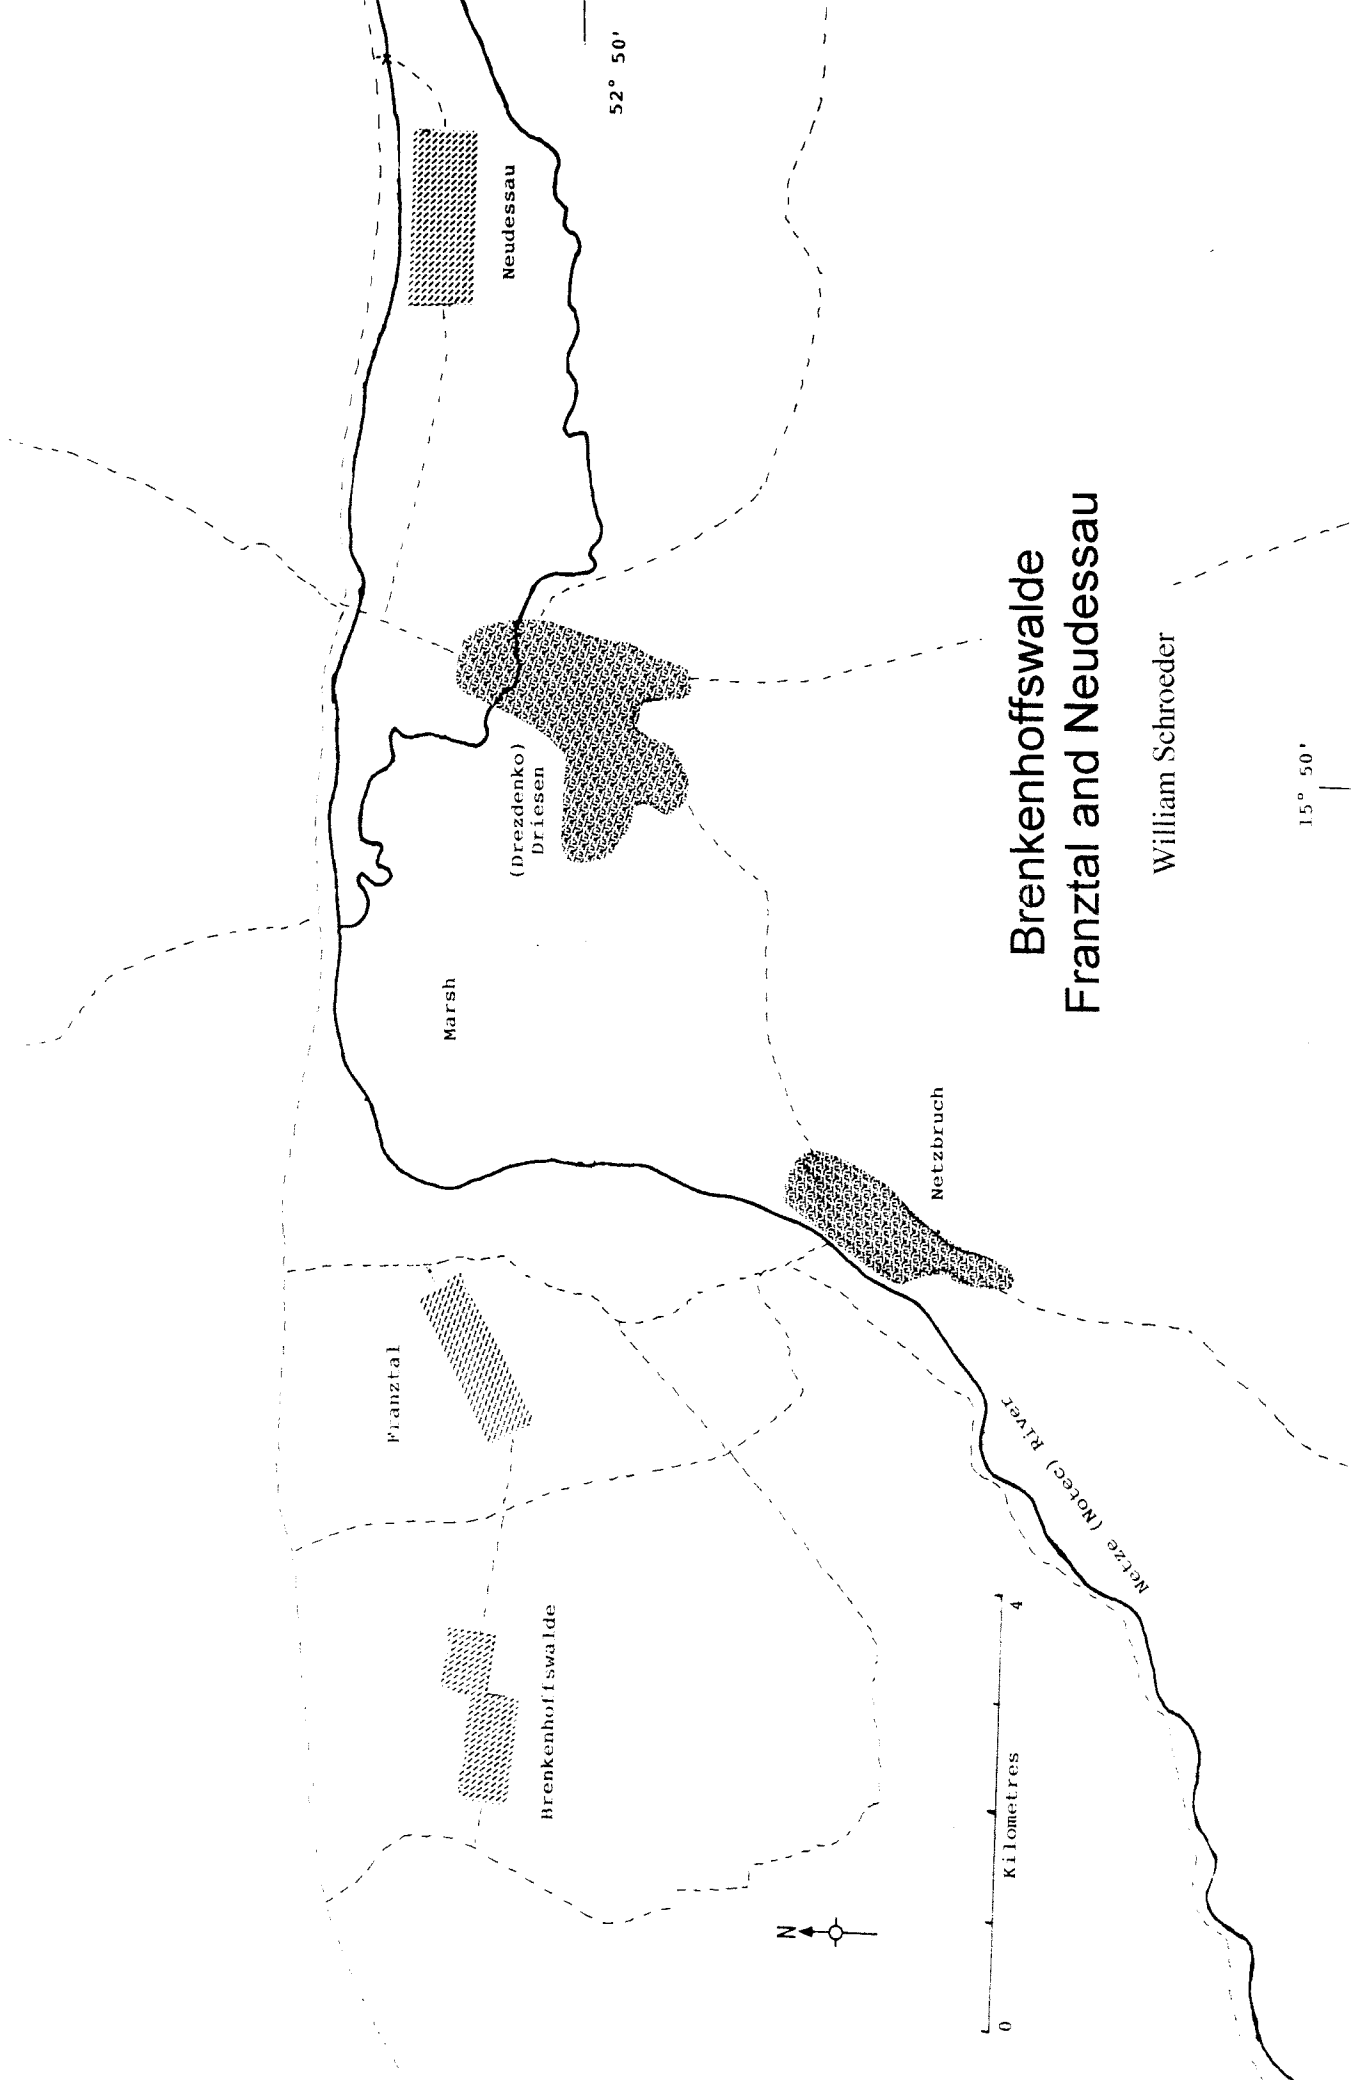 52° 50'
Neudessau
(Drezdenko)
Driesen
Marsh
Netzbruch
Franztal
Brenkenhoffswalde
Netze (Notec) River
N
0
4
Kilometres
Brenkenhoffswalde
Franztal and Neudessau
William Schroeder
15° 50'